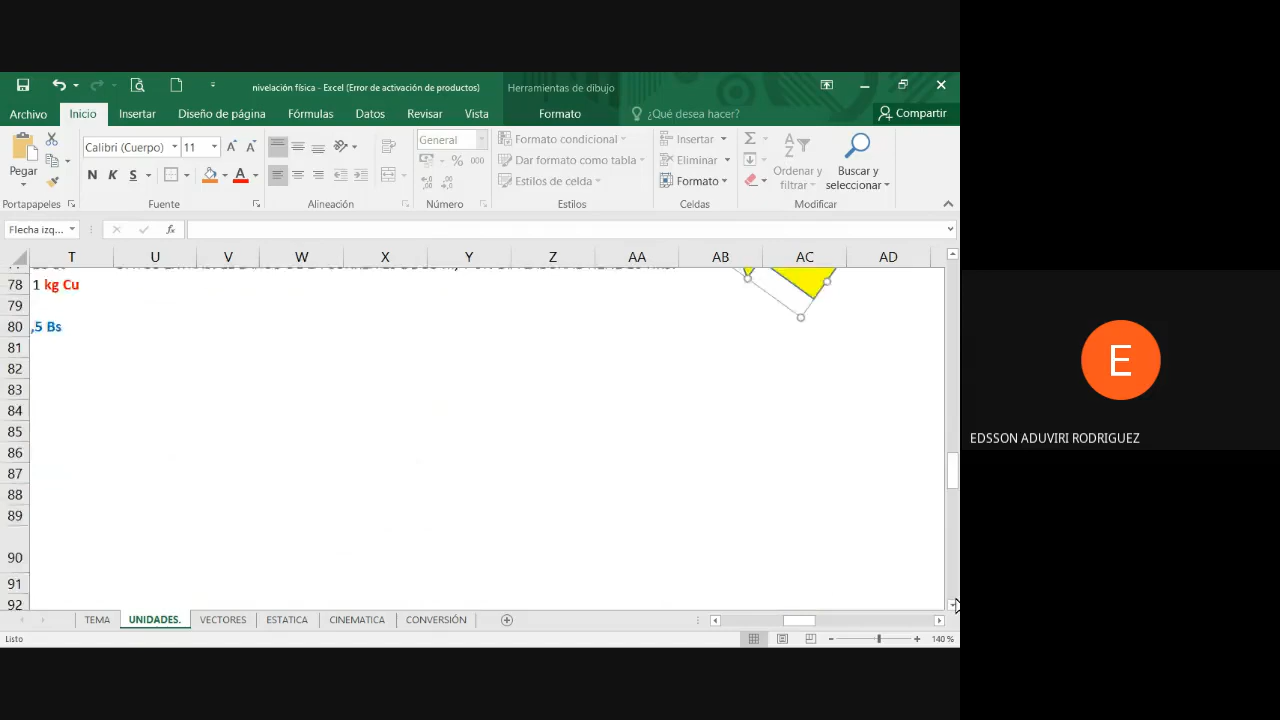 nivelación física - Excel (Error de activación de productos)
Herramientas de dibujo
Archivo Inicio Insertar Diseño de página Fórmulas Datos Revisar Vista Formato ¿Qué desea hacer? Compartir
Pegar
Calibri (Cuerpo) 11
N K S
General
% 000
Formato condicional
Dar formato como tabla
Estilos de celda
Insertar
Eliminar
Formato
Ordenar y filtrar
Buscar y seleccionar
Portapapeles Fuente Alineación Número Estilos Celdas Modificar
Flecha izq... fx
T U V W X Y Z AA AB AC AD
78 1 kg Cu
79
80 ,5 Bs
81
82
83
84
85
86
87
88
89
90
91
92
TEMA UNIDADES. VECTORES ESTATICA CINEMATICA CONVERSIÓN
Listo
140 %
E
EDSSON ADUVIRI RODRIGUEZ